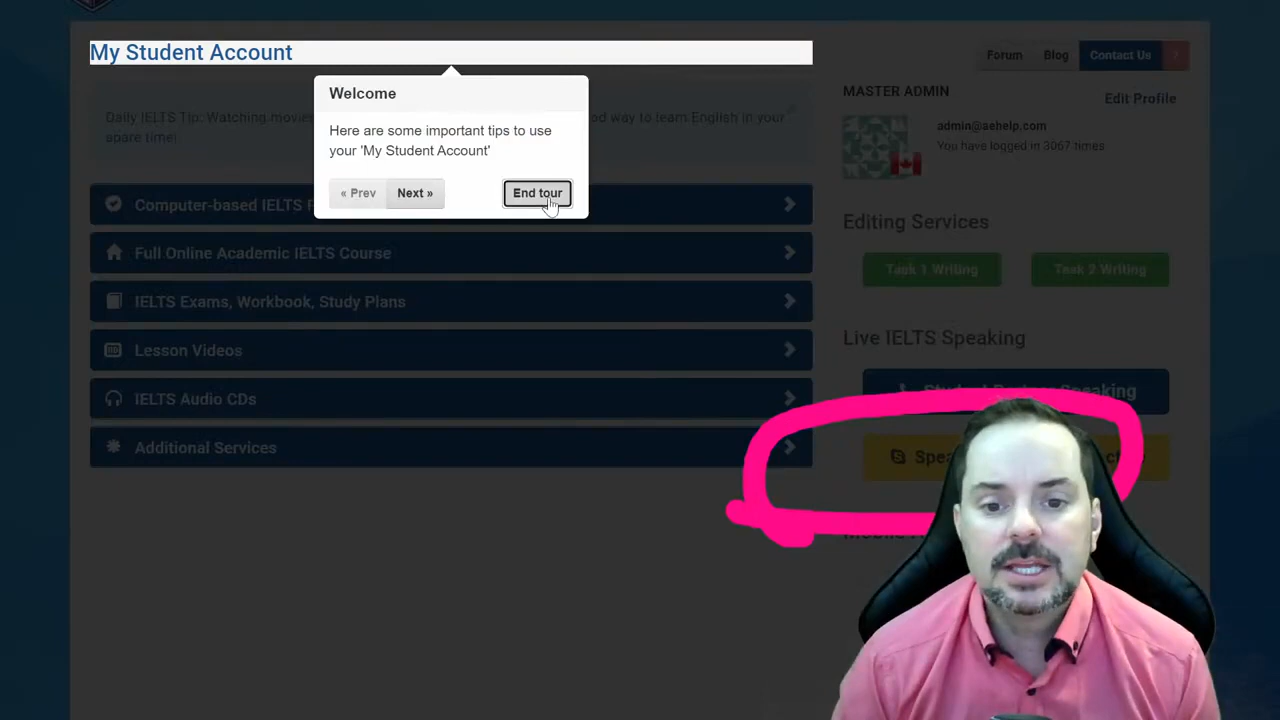 My Student Account
Forum Blog Contact Us ?
Welcome
Here are some important tips to use
your 'My Student Account'
« Prev Next » End tour
Daily IELTS Tip: Watching movies
way to learn English in your
spare time!
Computer-based IELTS
Full Online Academic IELTS Course
IELTS Exams, Workbook, Study Plans
Lesson Videos
IELTS Audio CDs
Additional Services
MASTER ADMIN
Edit Profile
admin@aehelp.com
You have logged in 3067 times
Editing Services
Task 1 Writing Task 2 Writing
Live IELTS Speaking
Student Partner Speaking